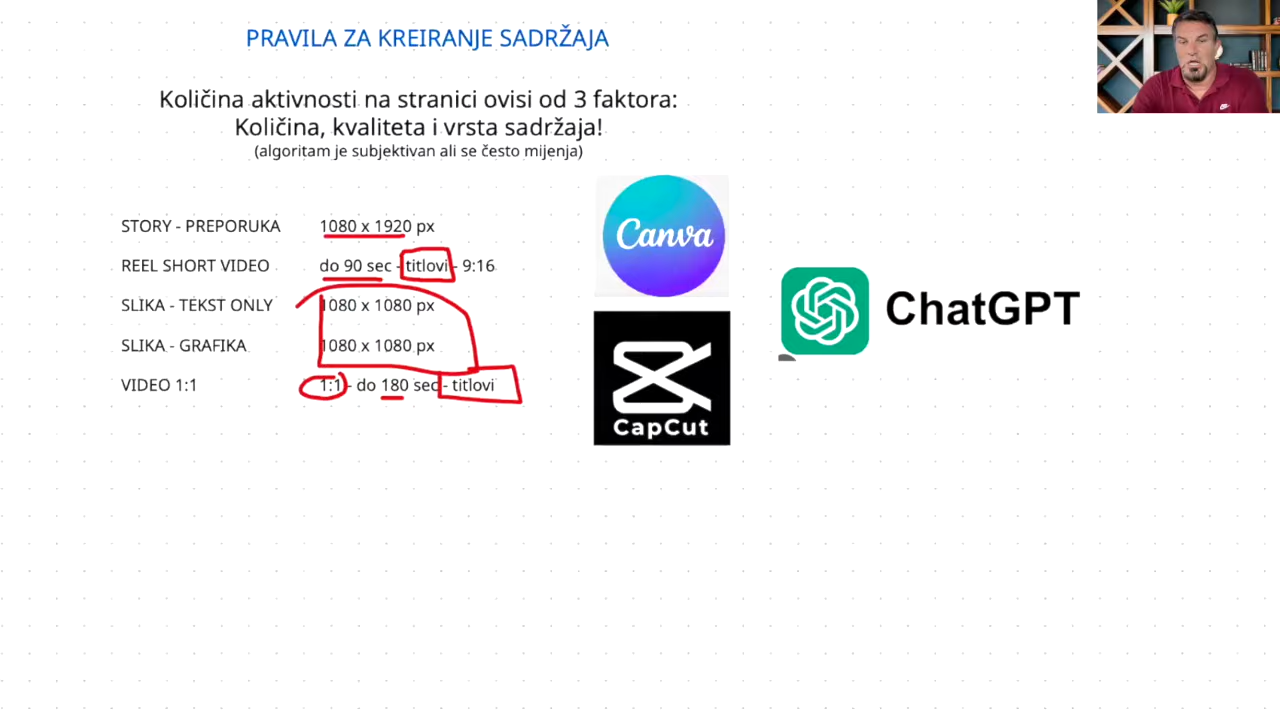 PRAVILA ZA KREIRANJE SADRŽAJA
Količina aktivnosti na stranici ovisi od 3 faktora:
Količina, kvaliteta i vrsta sadržaja!
(algoritam je subjektivan ali se često mijenja)
STORY - PREPORUKA 1080 x 1920 px
REEL SHORT VIDEO do 90 sec - titlovi - 9:16
SLIKA - TEKST ONLY 1080 x 1080 px
SLIKA - GRAFIKA 1080 x 1080 px
VIDEO 1:1 1:1 - do 180 sec - titlovi
Canva
CapCut
ChatGPT